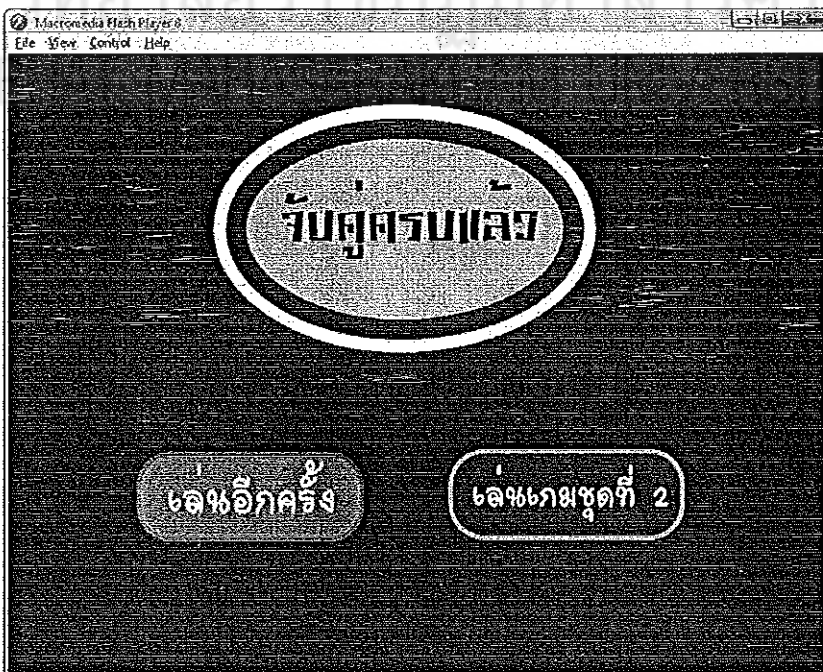 Macromedia Flash Player 8
File View Control Help
จับคู่ครบแล้ว
เล่นอีกครั้ง
เล่นเกมชุดที่ 2